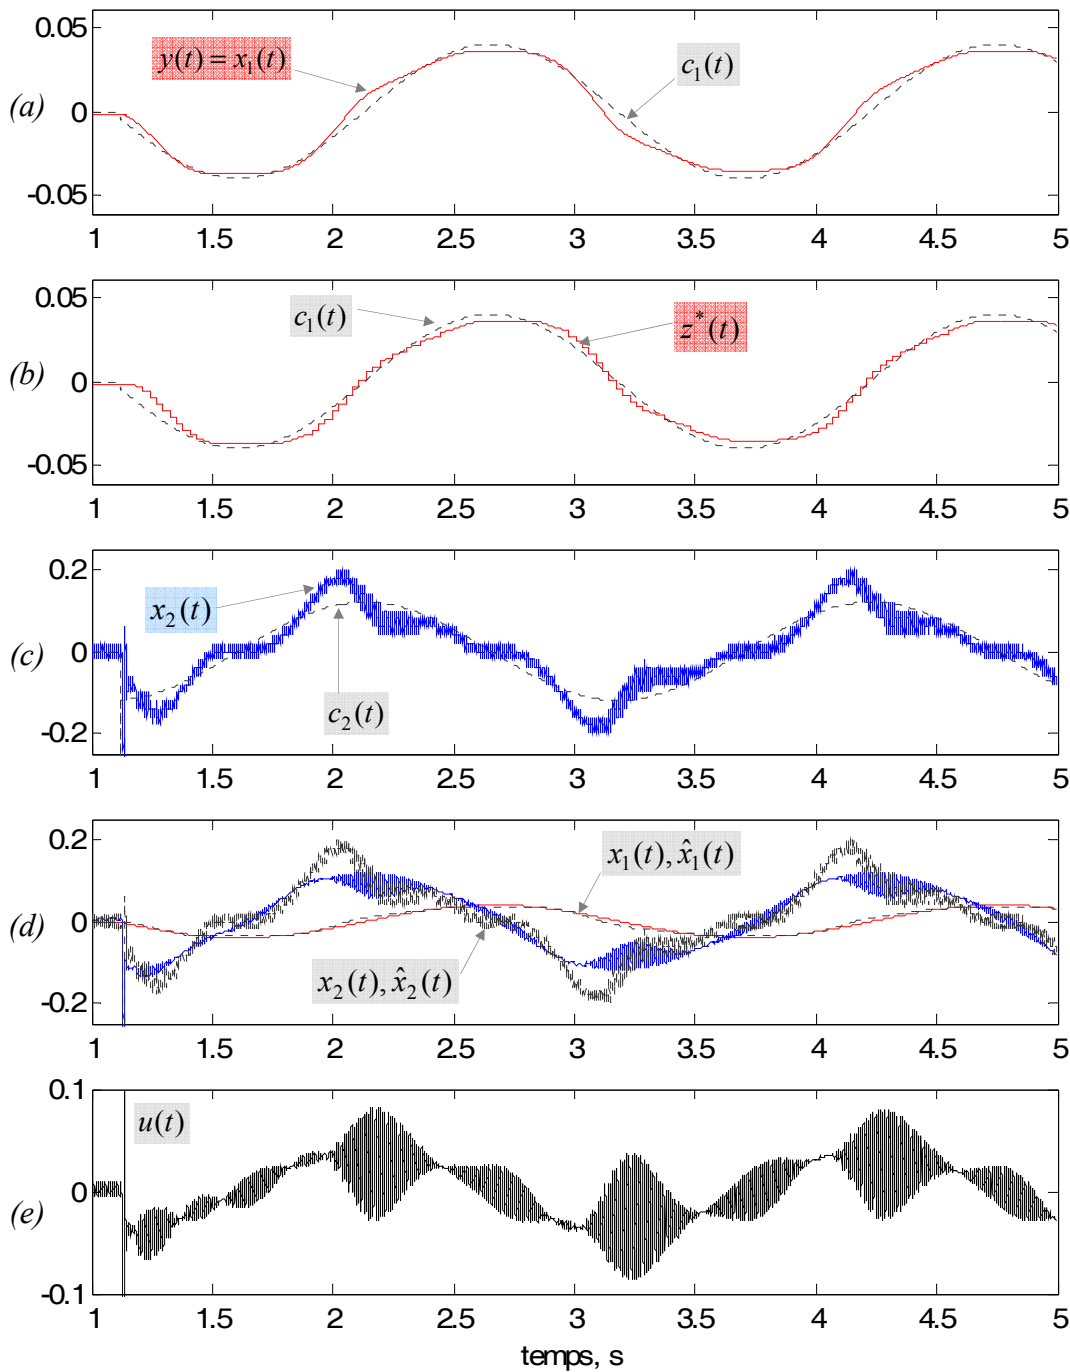 0.05
y(t) = x₁(t)
c₁(t)
(a)
0
-0.05
1 1.5 2 2.5 3 3.5 4 4.5 5
0.05
c₁(t)
z*(t)
(b)
0
-0.05
1 1.5 2 2.5 3 3.5 4 4.5 5
0.2
x₂(t)
(c)
0
c₂(t)
-0.2
1 1.5 2 2.5 3 3.5 4 4.5 5
0.2
x₁(t), x̂₁(t)
(d)
0
x₂(t), x̂₂(t)
-0.2
1 1.5 2 2.5 3 3.5 4 4.5 5
0.1
u(t)
0
(e)
-0.1
1 1.5 2 2.5 3 3.5 4 4.5 5
temps, s